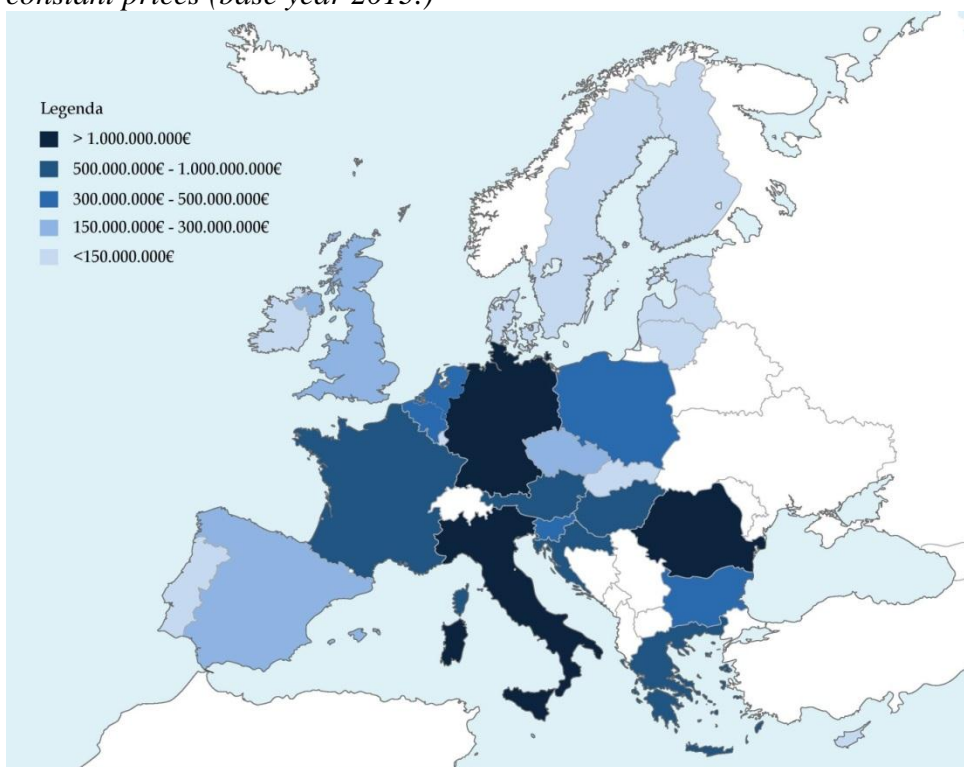 constant prices (base year 2015.)
Legenda
> 1.000.000.000€
500.000.000€ - 1.000.000.000€
300.000.000€ - 500.000.000€
150.000.000€ - 300.000.000€
<150.000.000€